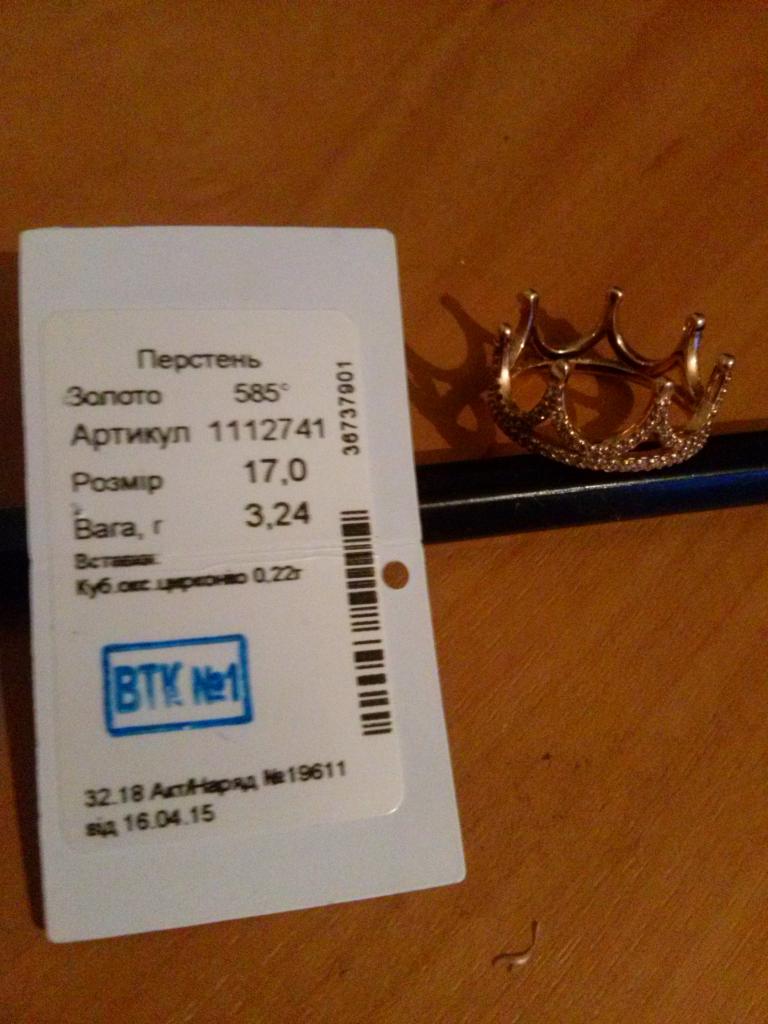 Перстень
Золото 585°
Артикул 1112741
Розмір 17,0
Вага, г 3,24
Вставки:
Куб.окс.цирконію 0,22г
36737901
ВТК №1
32.18 Акт/Наряд №19611
від 16.04.15